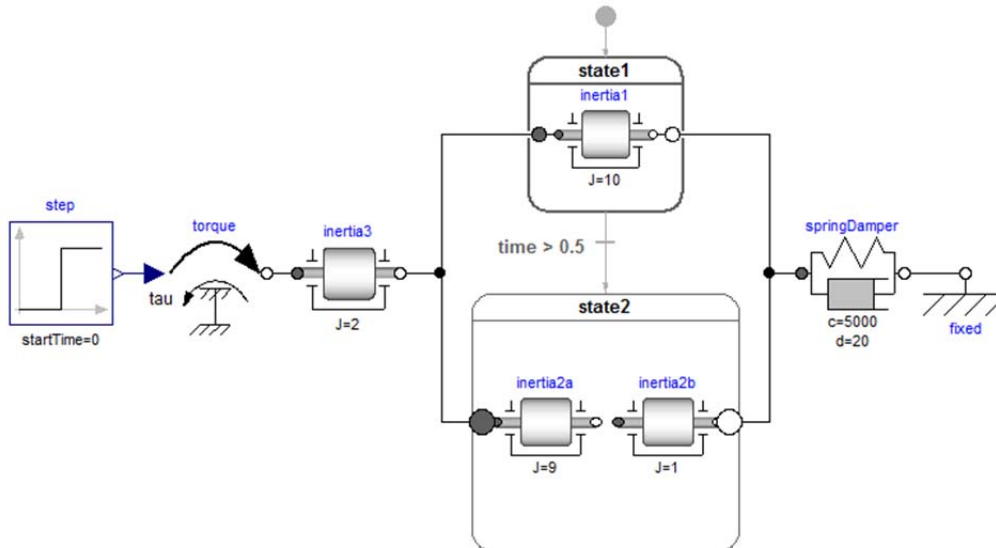 state1
inertia1
J=10
step
torque
inertia3
time > 0.5
springDamper
tau
startTime=0
J=2
state2
c=5000
d=20
fixed
inertia2a
inertia2b
J=9
J=1